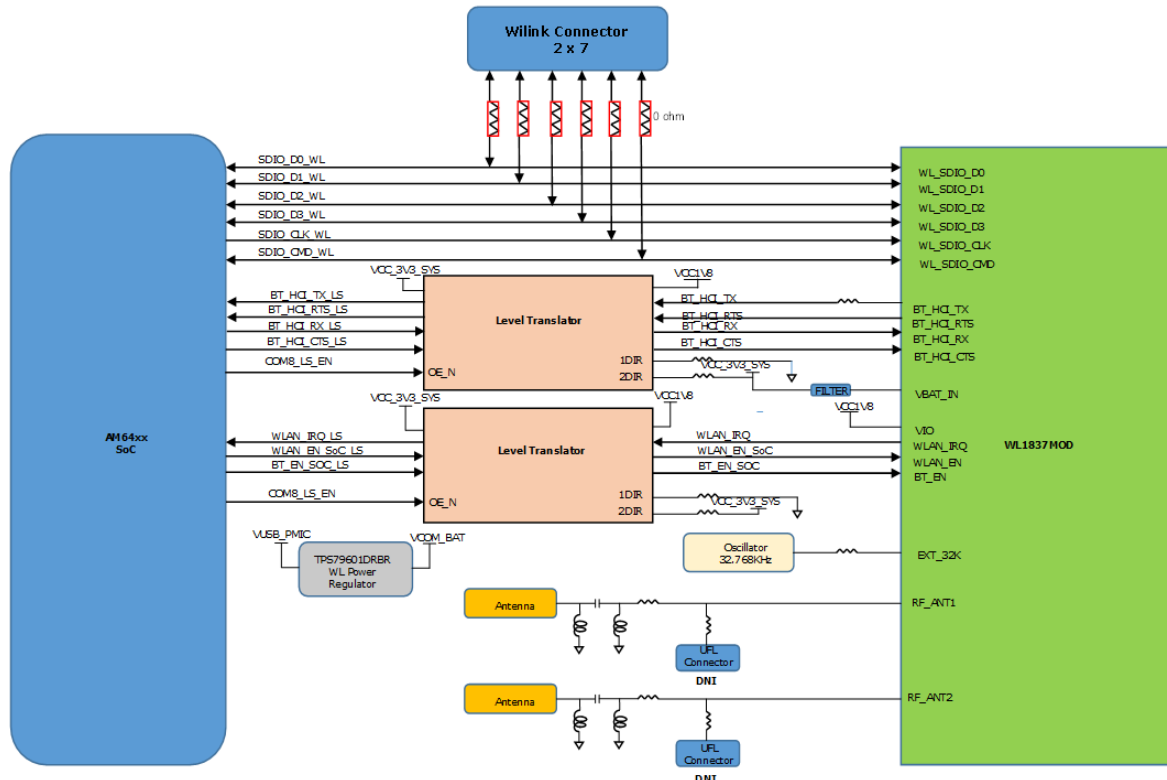 Wilink Connector
2 x 7
0 ohm
SDIO_D0_WL
WL_SDIO_D0
SDIO_D1_WL
WL_SDIO_D1
SDIO_D2_WL
WL_SDIO_D2
SDIO_D3_WL
WL_SDIO_D3
SDIO_CLK_WL
WL_SDIO_CLK
SDIO_CMD_WL
WL_SDIO_CMD
VCC_3V3_SYS
VCC1V8
BT_HCI_TX_LS
BT_HCI_TX
BT_HCI_TX
BT_HCI_RTS_LS
Level Translator
BT_HCI_RTS
BT_HCI_RTS
BT_HCI_RX_LS
BT_HCI_RX
BT_HCI_RX
BT_HCI_CTS_LS
BT_HCI_CTS
BT_HCI_CTS
COM8_LS_EN
OE_N
1DIR
2DIR
VCC_3V3_SYS
FILTER
VBAT_IN
VCC_3V3_SYS
VCC1V8
VCC1V8
VIO
AM64xx
SoC
WLAN_IRQ_LS
WLAN_IRQ
WLAN_IRQ
WL1837MOD
WLAN_EN_SoC_LS
Level Translator
WLAN_EN_SoC
WLAN_EN
BT_EN_SOC_LS
BT_EN_SOC
BT_EN
COM8_LS_EN
OE_N
1DIR
2DIR
VCC_3V3_SYS
VUSB_PMIC
VCOM_BAT
TPS79601DRBR
WL Power
Regulator
Oscillator
32.768KHz
EXT_32K
Antenna
RF_ANT1
UFL
Connector
DNI
Antenna
RF_ANT2
UFL
Connector
DNI